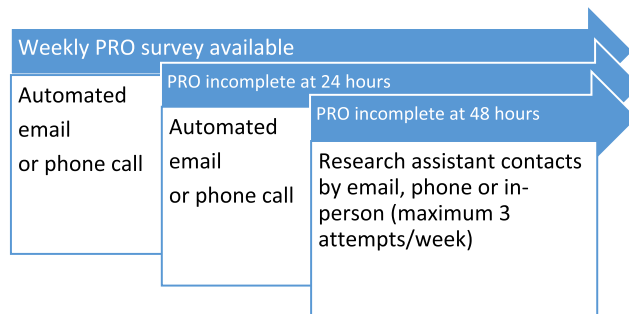 Weekly PRO survey available
Automated
email
or phone call
PRO incomplete at 24 hours
Automated
email
or phone call
PRO incomplete at 48 hours
Research assistant contacts
by email, phone or in-
person (maximum 3
attempts/week)